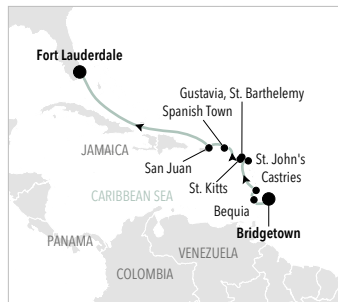 Fort Lauderdale
Gustavia, St. Barthelemy
Spanish Town
JAMAICA
San Juan
St. John's
St. Kitts
Castries
CARIBBEAN SEA
Bequia
Bridgetown
PANAMA
VENEZUELA
COLOMBIA